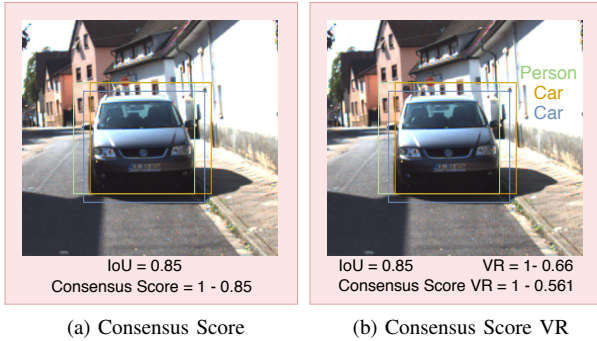 Person
Car
Car
IoU = 0.85
Consensus Score = 1 - 0.85
IoU = 0.85 VR = 1- 0.66
Consensus Score VR = 1 - 0.561
(a) Consensus Score
(b) Consensus Score VR